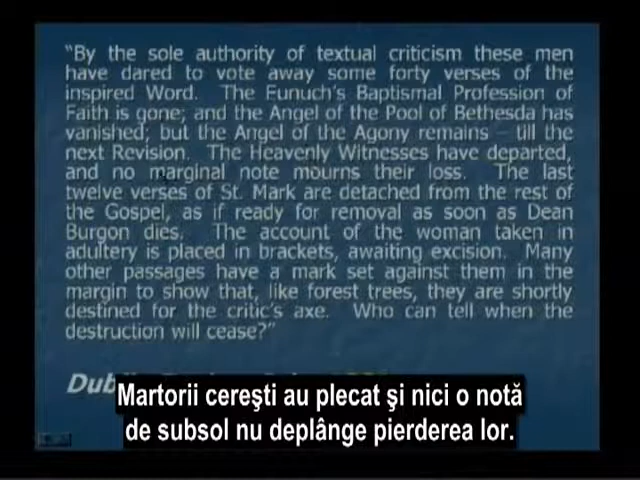 “By the sole authority of textual criticism these men
have dared to vote away some forty verses of the
inspired Word. The Eunuch's Baptismal Profession of
Faith is gone; and the Angel of the Pool of Bethesda has
vanished; but the Angel of the Agony remains – till the
next Revision. The Heavenly Witnesses have departed,
and no marginal note mourns their loss. The last
twelve verses of St. Mark are detached from the rest of
the Gospel, as if ready for removal as soon as Dean
Burgon dies. The account of the woman taken in
adultery is placed in brackets, awaiting excision. Many
other passages have a mark set against them in the
margin to show that, like forest trees, they are shortly
destined for the critic's axe. Who can tell when the
destruction will cease?”
Martorii cereşti au plecat şi nici o notă
de subsol nu deplânge pierderea lor.